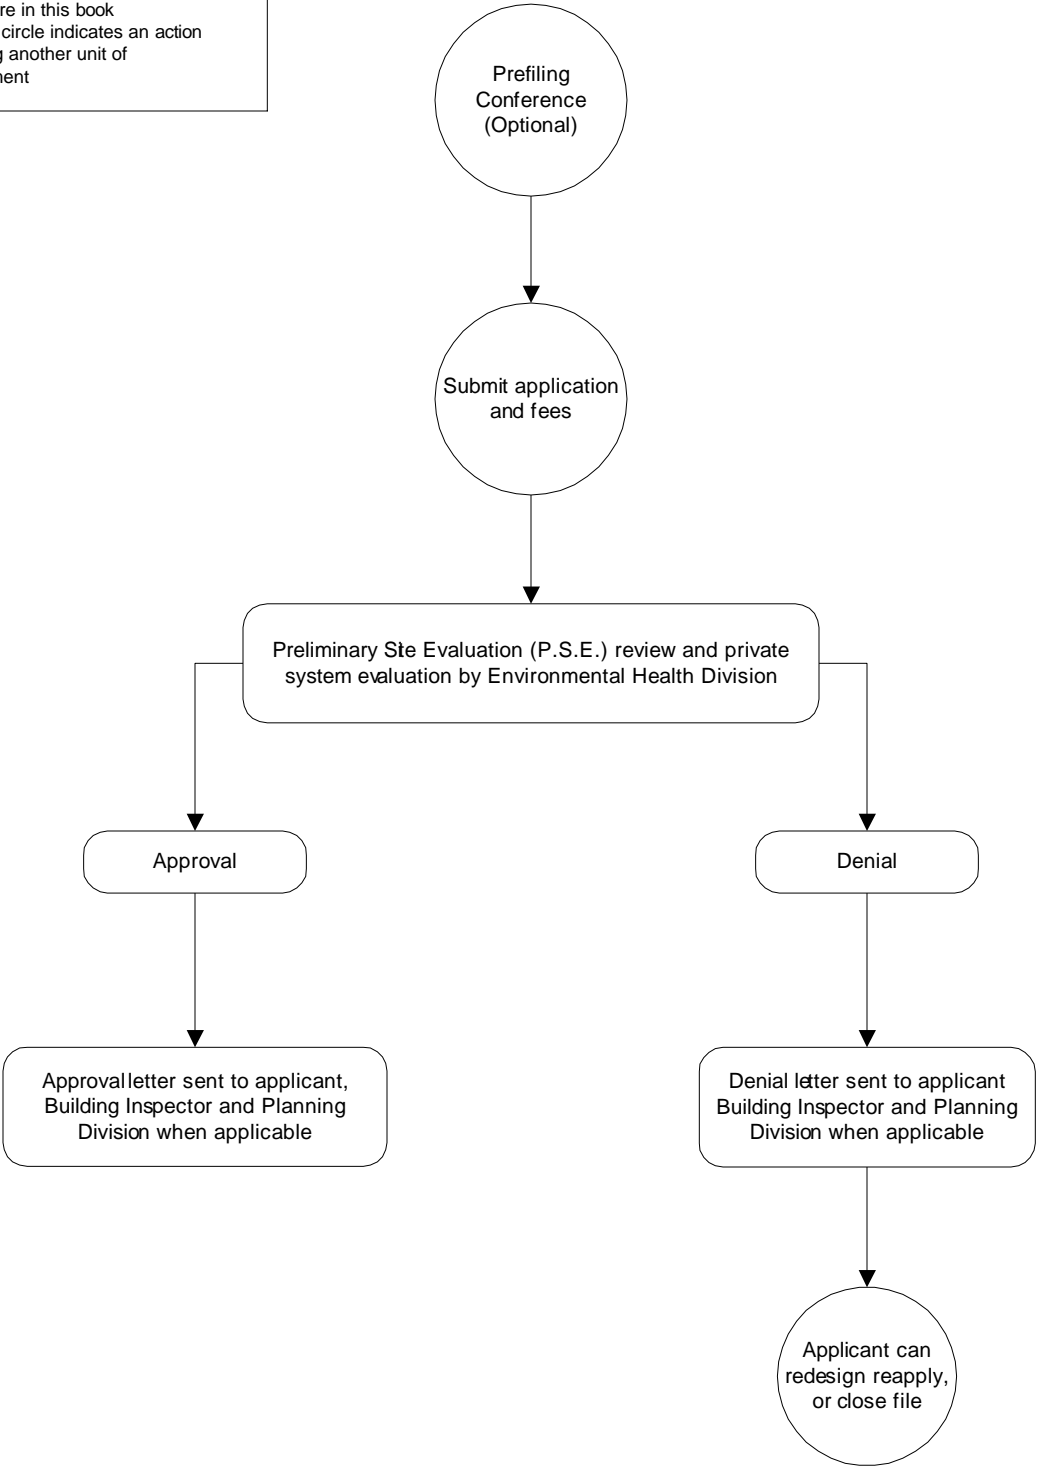 re in this book
circle indicates an action
g another unit of
ment
Prefiling
Conference
(Optional)
Submit application
and fees
Preliminary Site Evaluation (P.S.E.) review and private
system evaluation by Environmental Health Division
Approval
Denial
Approval letter sent to applicant,
Building Inspector and Planning
Division when applicable
Denial letter sent to applicant
Building Inspector and Planning
Division when applicable
Applicant can
redesign reapply,
or close file